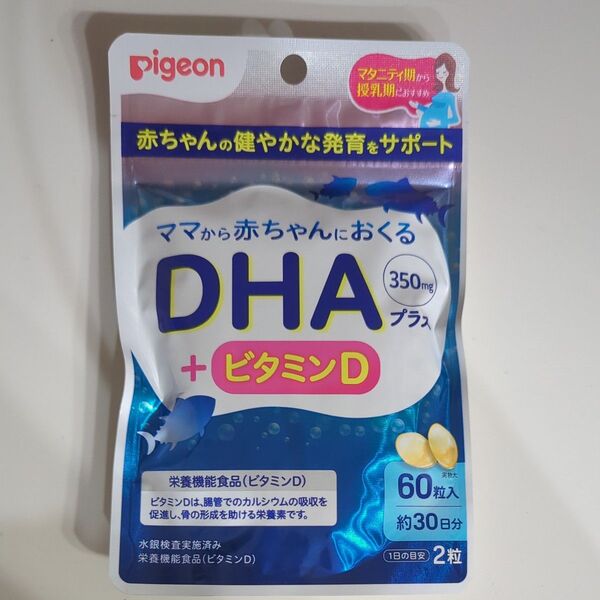 Pigeon
マタニティ期から
授乳期におすすめ
赤ちゃんの健やかな発育をサポート
ママから赤ちゃんにおくる
DHA
350mg
プラス
+ビタミンD
栄養機能食品(ビタミンD)
ビタミンDは、腸管でのカルシウムの吸収を
促進し、骨の形成を助ける栄養素です。
水銀検査実施済み
栄養機能食品(ビタミンD)
実物大
60粒入
約30日分
1日の目安 2粒